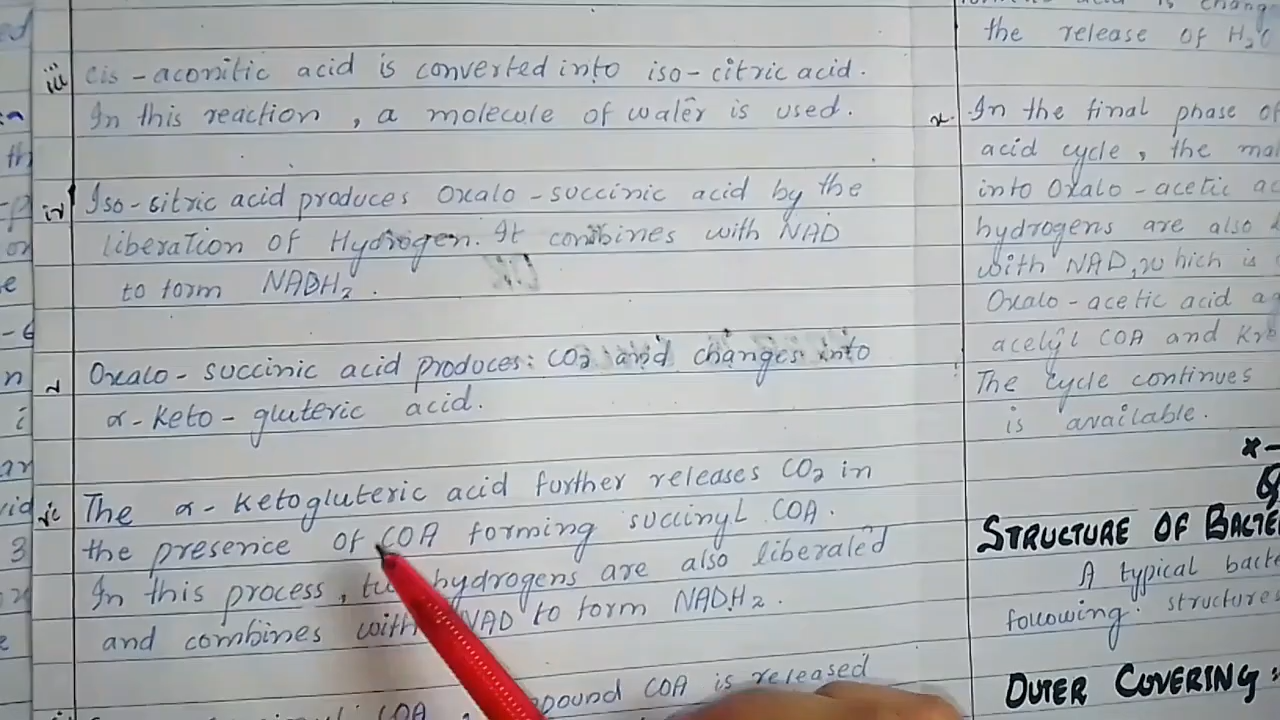 iii cis-aconitic acid is converted into iso-citric acid.
In this reaction, a molecule of water is used.
iv Iso-citric acid produces Oxalo-succinic acid by the
liberation of Hydrogen. It combines with NAD
to form NADH2.
v Oxalo-succinic acid produces: CO2 and changes into
α-keto-gluteric acid.
vi The α-ketogluteric acid further releases CO2 in
the presence of COA forming succinyl COA.
In this process, two hydrogens are also liberated
and combines with NAD to form NADH2.
COA, COA is released
the release of H2O
x. In the final phase of
acid cycle, the
into Oxalo-acetic
hydrogens are also
with NAD, which is
Oxalo-acetic acid
acetyl COA and
The cycle continues
is available.
STRUCTURE OF
A typical
following structures
OUTER COVERING